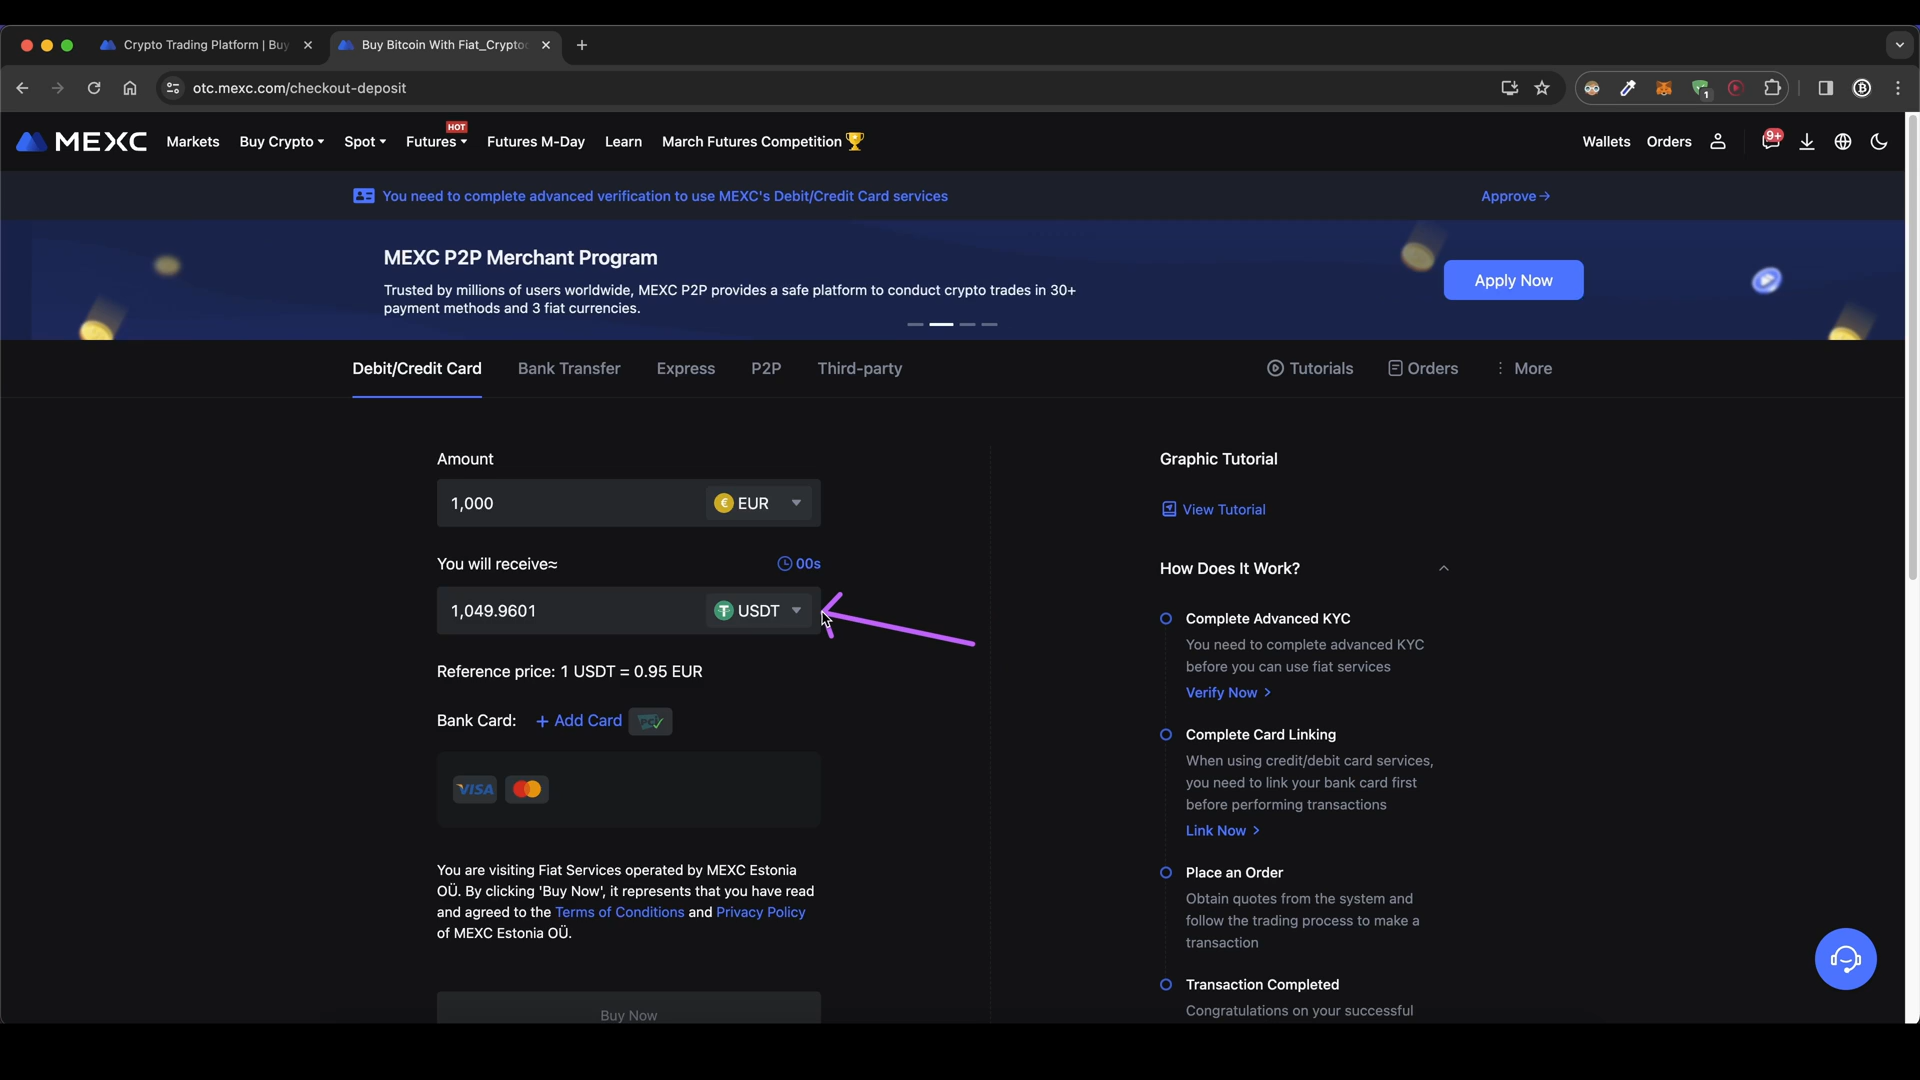 Crypto Trading Platform | Buy
Buy Bitcoin With Fiat_Crypto
otc.mexc.com/checkout-deposit
1
MEXC
Markets
Buy Crypto
Spot
Futures
HOT
Futures M-Day
Learn
March Futures Competition
Wallets
Orders
9+
You need to complete advanced verification to use MEXC's Debit/Credit Card services
Approve
MEXC P2P Merchant Program
Trusted by millions of users worldwide, MEXC P2P provides a safe platform to conduct crypto trades in 30+
payment methods and 3 fiat currencies.
Apply Now
Debit/Credit Card
Bank Transfer
Express
P2P
Third-party
Tutorials
Orders
More
Amount
1,000
EUR
You will receive≈
00s
1,049.9601
USDT
Reference price: 1 USDT = 0.95 EUR
Bank Card:
+ Add Card
PCI
VISA
You are visiting Fiat Services operated by MEXC Estonia
OÜ. By clicking 'Buy Now', it represents that you have read
and agreed to the Terms of Conditions and Privacy Policy
of MEXC Estonia OÜ.
Buy Now
Graphic Tutorial
View Tutorial
How Does It Work?
Complete Advanced KYC
You need to complete advanced KYC
before you can use fiat services
Verify Now
Complete Card Linking
When using credit/debit card services,
you need to link your bank card first
before performing transactions
Link Now
Place an Order
Obtain quotes from the system and
follow the trading process to make a
transaction
Transaction Completed
Congratulations on your successful